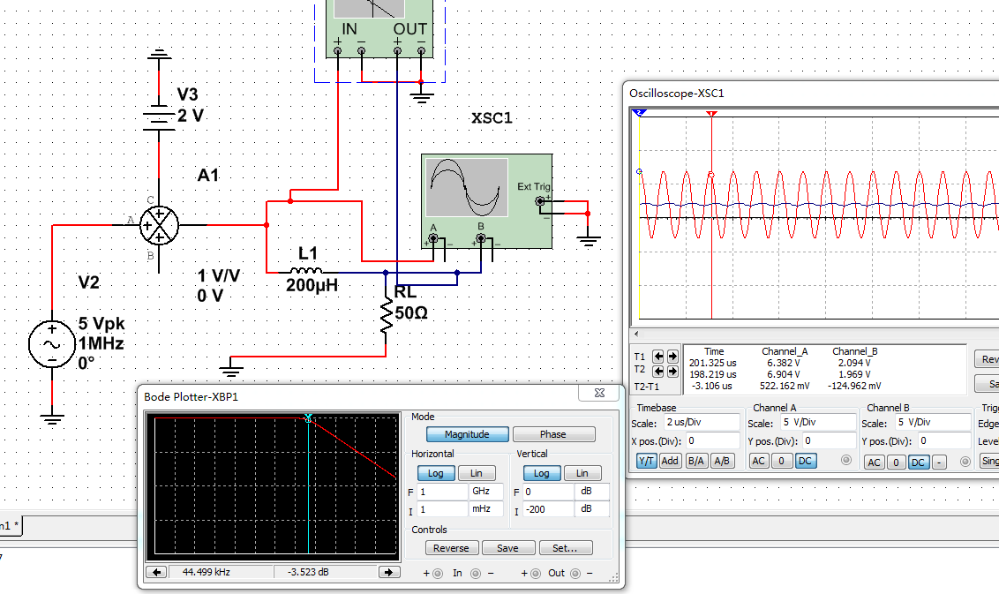 IN OUT
+ − + −
V3
2 V
XSC1
A1
C
A
B
Ext Trig
+
−
A B
+ − + −
L1
200µH
1 V/V
0 V
RL
50Ω
V2
5 Vpk
1MHz
0°
Oscilloscope-XSC1
T1
T2
T2-T1
Time Channel_A Channel_B
201.325 us 6.382 V 2.094 V
198.219 us 6.904 V 1.969 V
-3.106 us 522.162 mV -124.962 mV
Rev
Sa
Timebase
Scale: 2 us/Div
X pos.(Div): 0
Y/T Add B/A A/B
Channel A
Scale: 5 V/Div
Y pos.(Div): 0
AC 0 DC
Channel B
Scale: 5 V/Div
Y pos.(Div): 0
AC 0 DC -
Trigg
Edge
Level
Sing
Bode Plotter-XBP1
Mode
Magnitude Phase
Horizontal Vertical
Log Lin Log Lin
F 1 GHz F 0 dB
I 1 mHz I -200 dB
Controls
Reverse Save Set...
44.499 kHz -3.523 dB
+ In − + Out −
n1 *